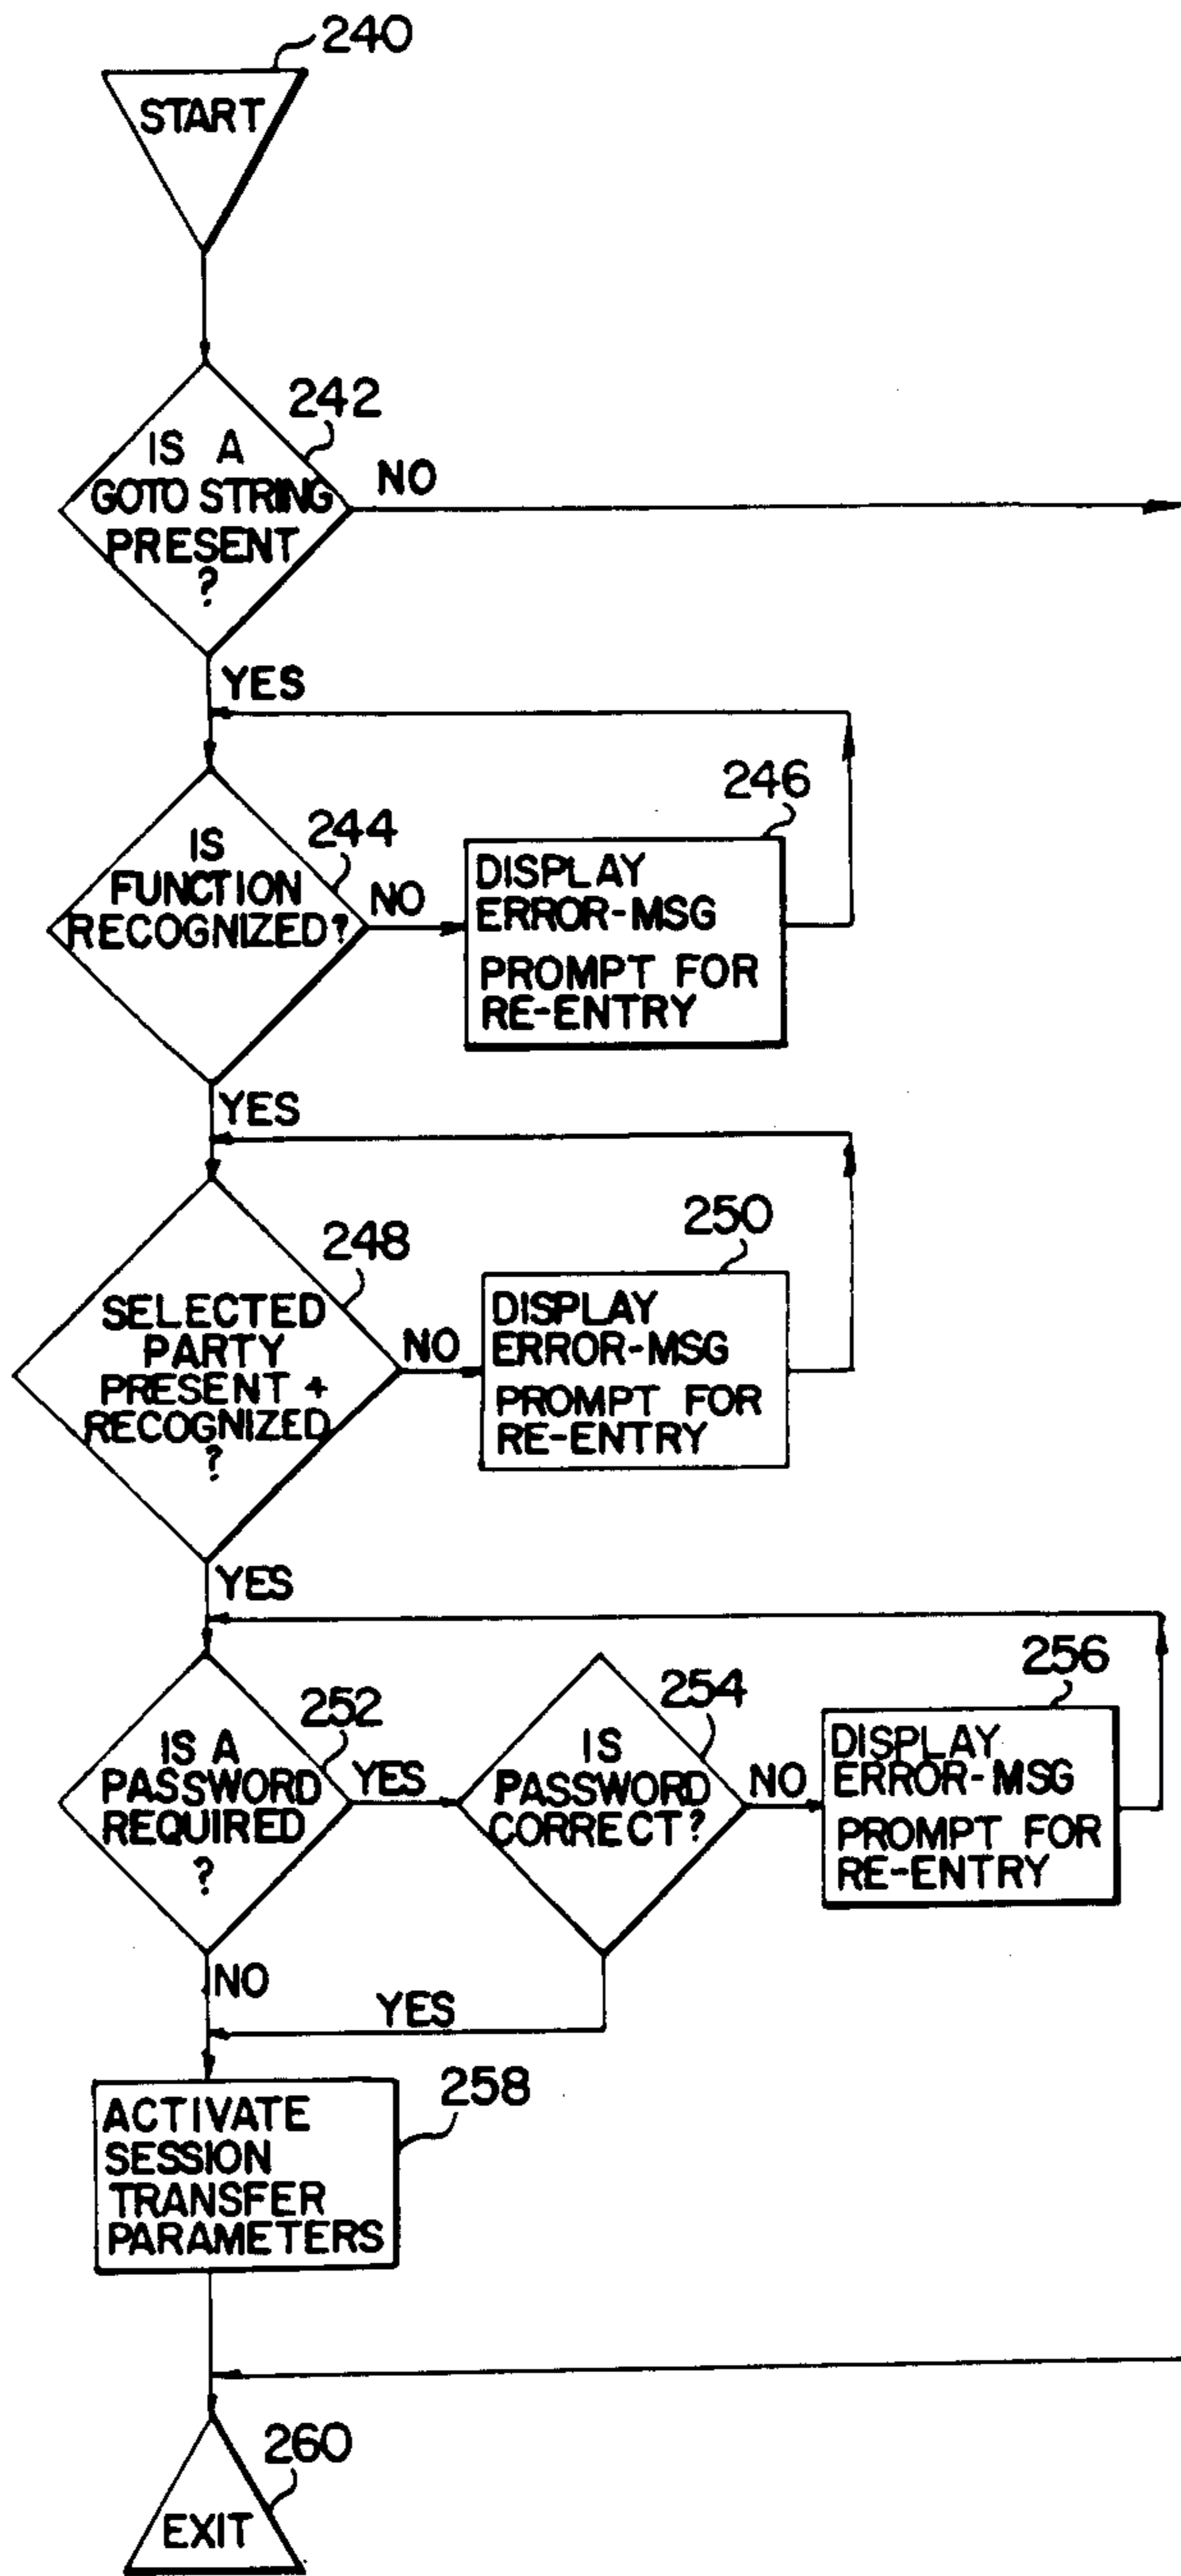 240
START
242
IS A
GOTO STRING
PRESENT
?
NO
YES
244
IS
FUNCTION
RECOGNIZED?
NO
246
DISPLAY
ERROR-MSG
PROMPT FOR
RE-ENTRY
YES
248
SELECTED
PARTY
PRESENT +
RECOGNIZED
?
NO
250
DISPLAY
ERROR-MSG
PROMPT FOR
RE-ENTRY
YES
252
IS A
PASSWORD
REQUIRED
?
YES
254
IS
PASSWORD
CORRECT?
NO
256
DISPLAY
ERROR-MSG
PROMPT FOR
RE-ENTRY
NO
YES
258
ACTIVATE
SESSION
TRANSFER
PARAMETERS
260
EXIT